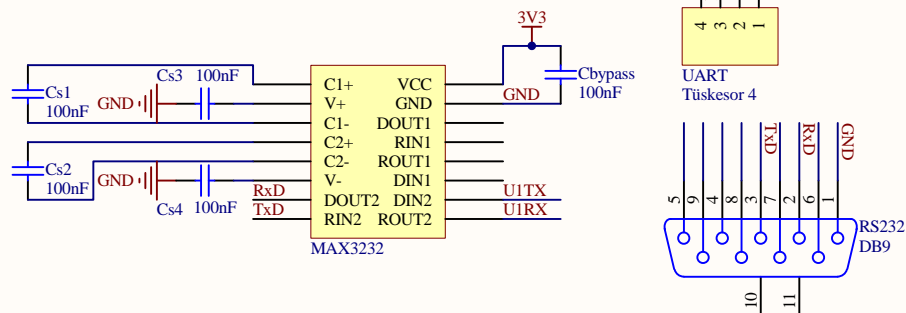 3V3
4 3 2 1
UART
Tüskesor 4
Cs1
100nF
Cs3 100nF
GND
C1+ VCC
V+ GND
C1- DOUT1
C2+ RIN1
C2- ROUT1
V- DIN1
DOUT2 DIN2
RIN2 ROUT2
MAX3232
GND
Cbypass
100nF
Cs2
100nF
GND
Cs4 100nF
RxD
TxD
U1TX
U1RX
TxD RxD GND
5 9 4 8 3 7 2 6 1
RS232
DB9
10 11